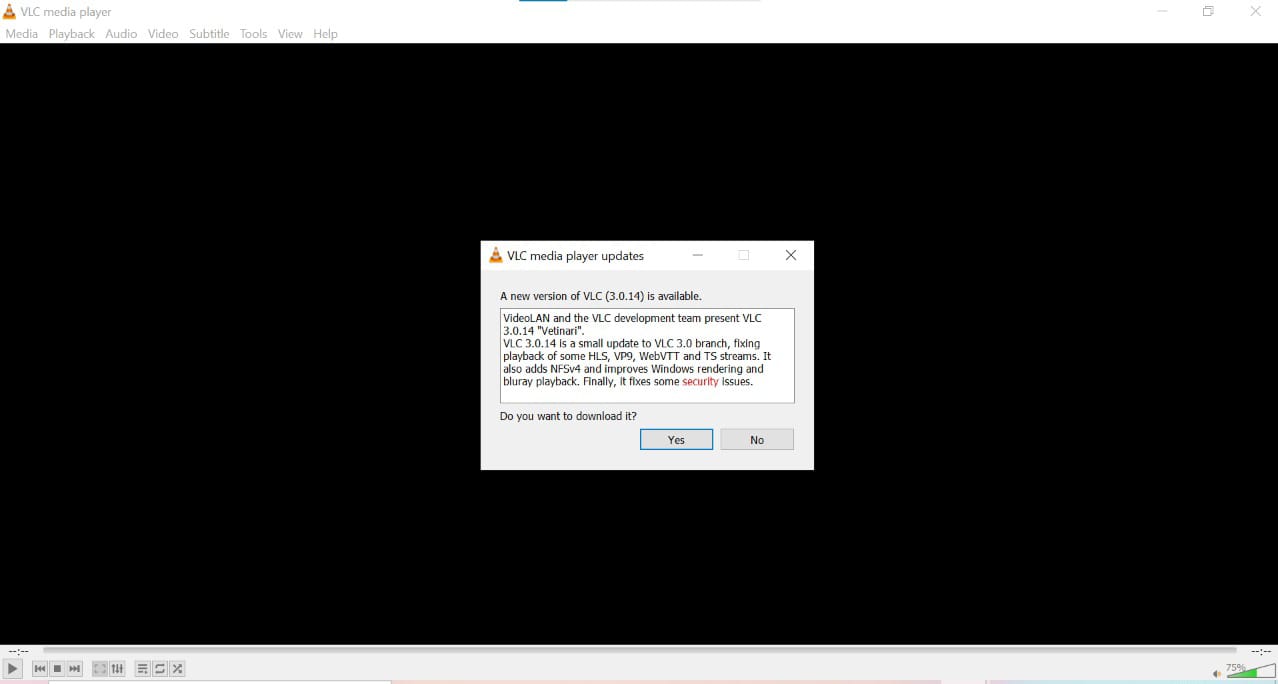 VLC media player
Media Playback Audio Video Subtitle Tools View Help
VLC media player updates
A new version of VLC (3.0.14) is available.
VideoLAN and the VLC development team present VLC
3.0.14 "Vetinari".
VLC 3.0.14 is a small update to VLC 3.0 branch, fixing
playback of some HLS, VP9, WebVTT and TS streams. It
also adds NFSv4 and improves Windows rendering and
bluray playback. Finally, it fixes some security issues.
Do you want to download it?
Yes No
--:-- --:--
75%